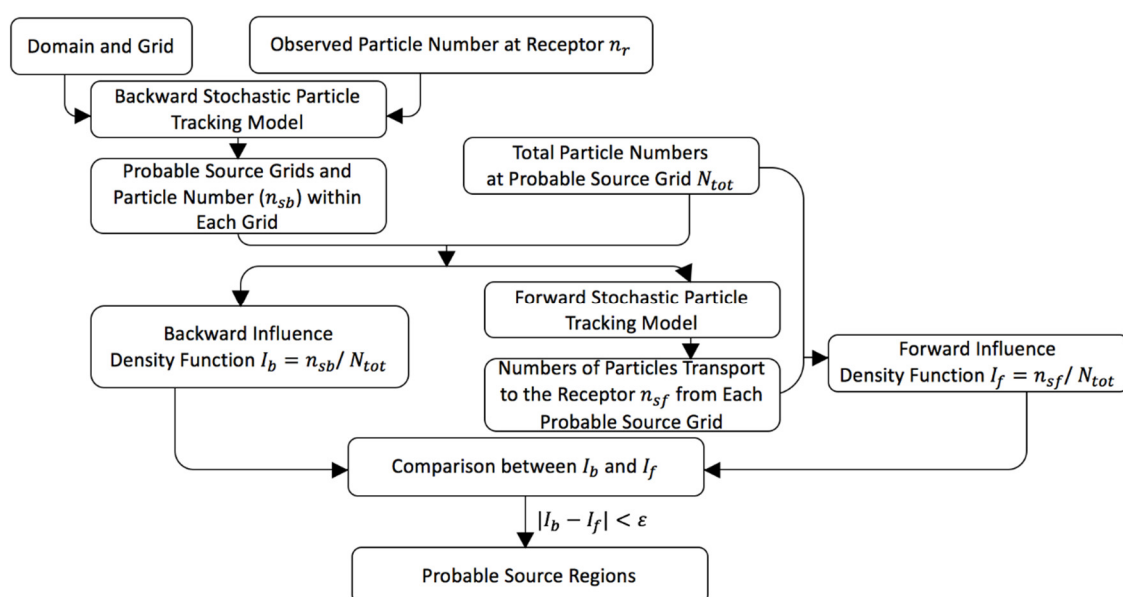 Domain and Grid
Observed Particle Number at Receptor n_r
Backward Stochastic Particle
Tracking Model
Probable Source Grids and
Particle Number (n_{sb}) within
Each Grid
Total Particle Numbers
at Probable Source Grid N_{tot}
Backward Influence
Density Function I_b = n_{sb}/ N_{tot}
Forward Stochastic Particle
Tracking Model
Numbers of Particles Transport
to the Receptor n_{sf} from Each
Probable Source Grid
Forward Influence
Density Function I_f = n_{sf}/ N_{tot}
Comparison between I_b and I_f
|I_b − I_f| < ε
Probable Source Regions